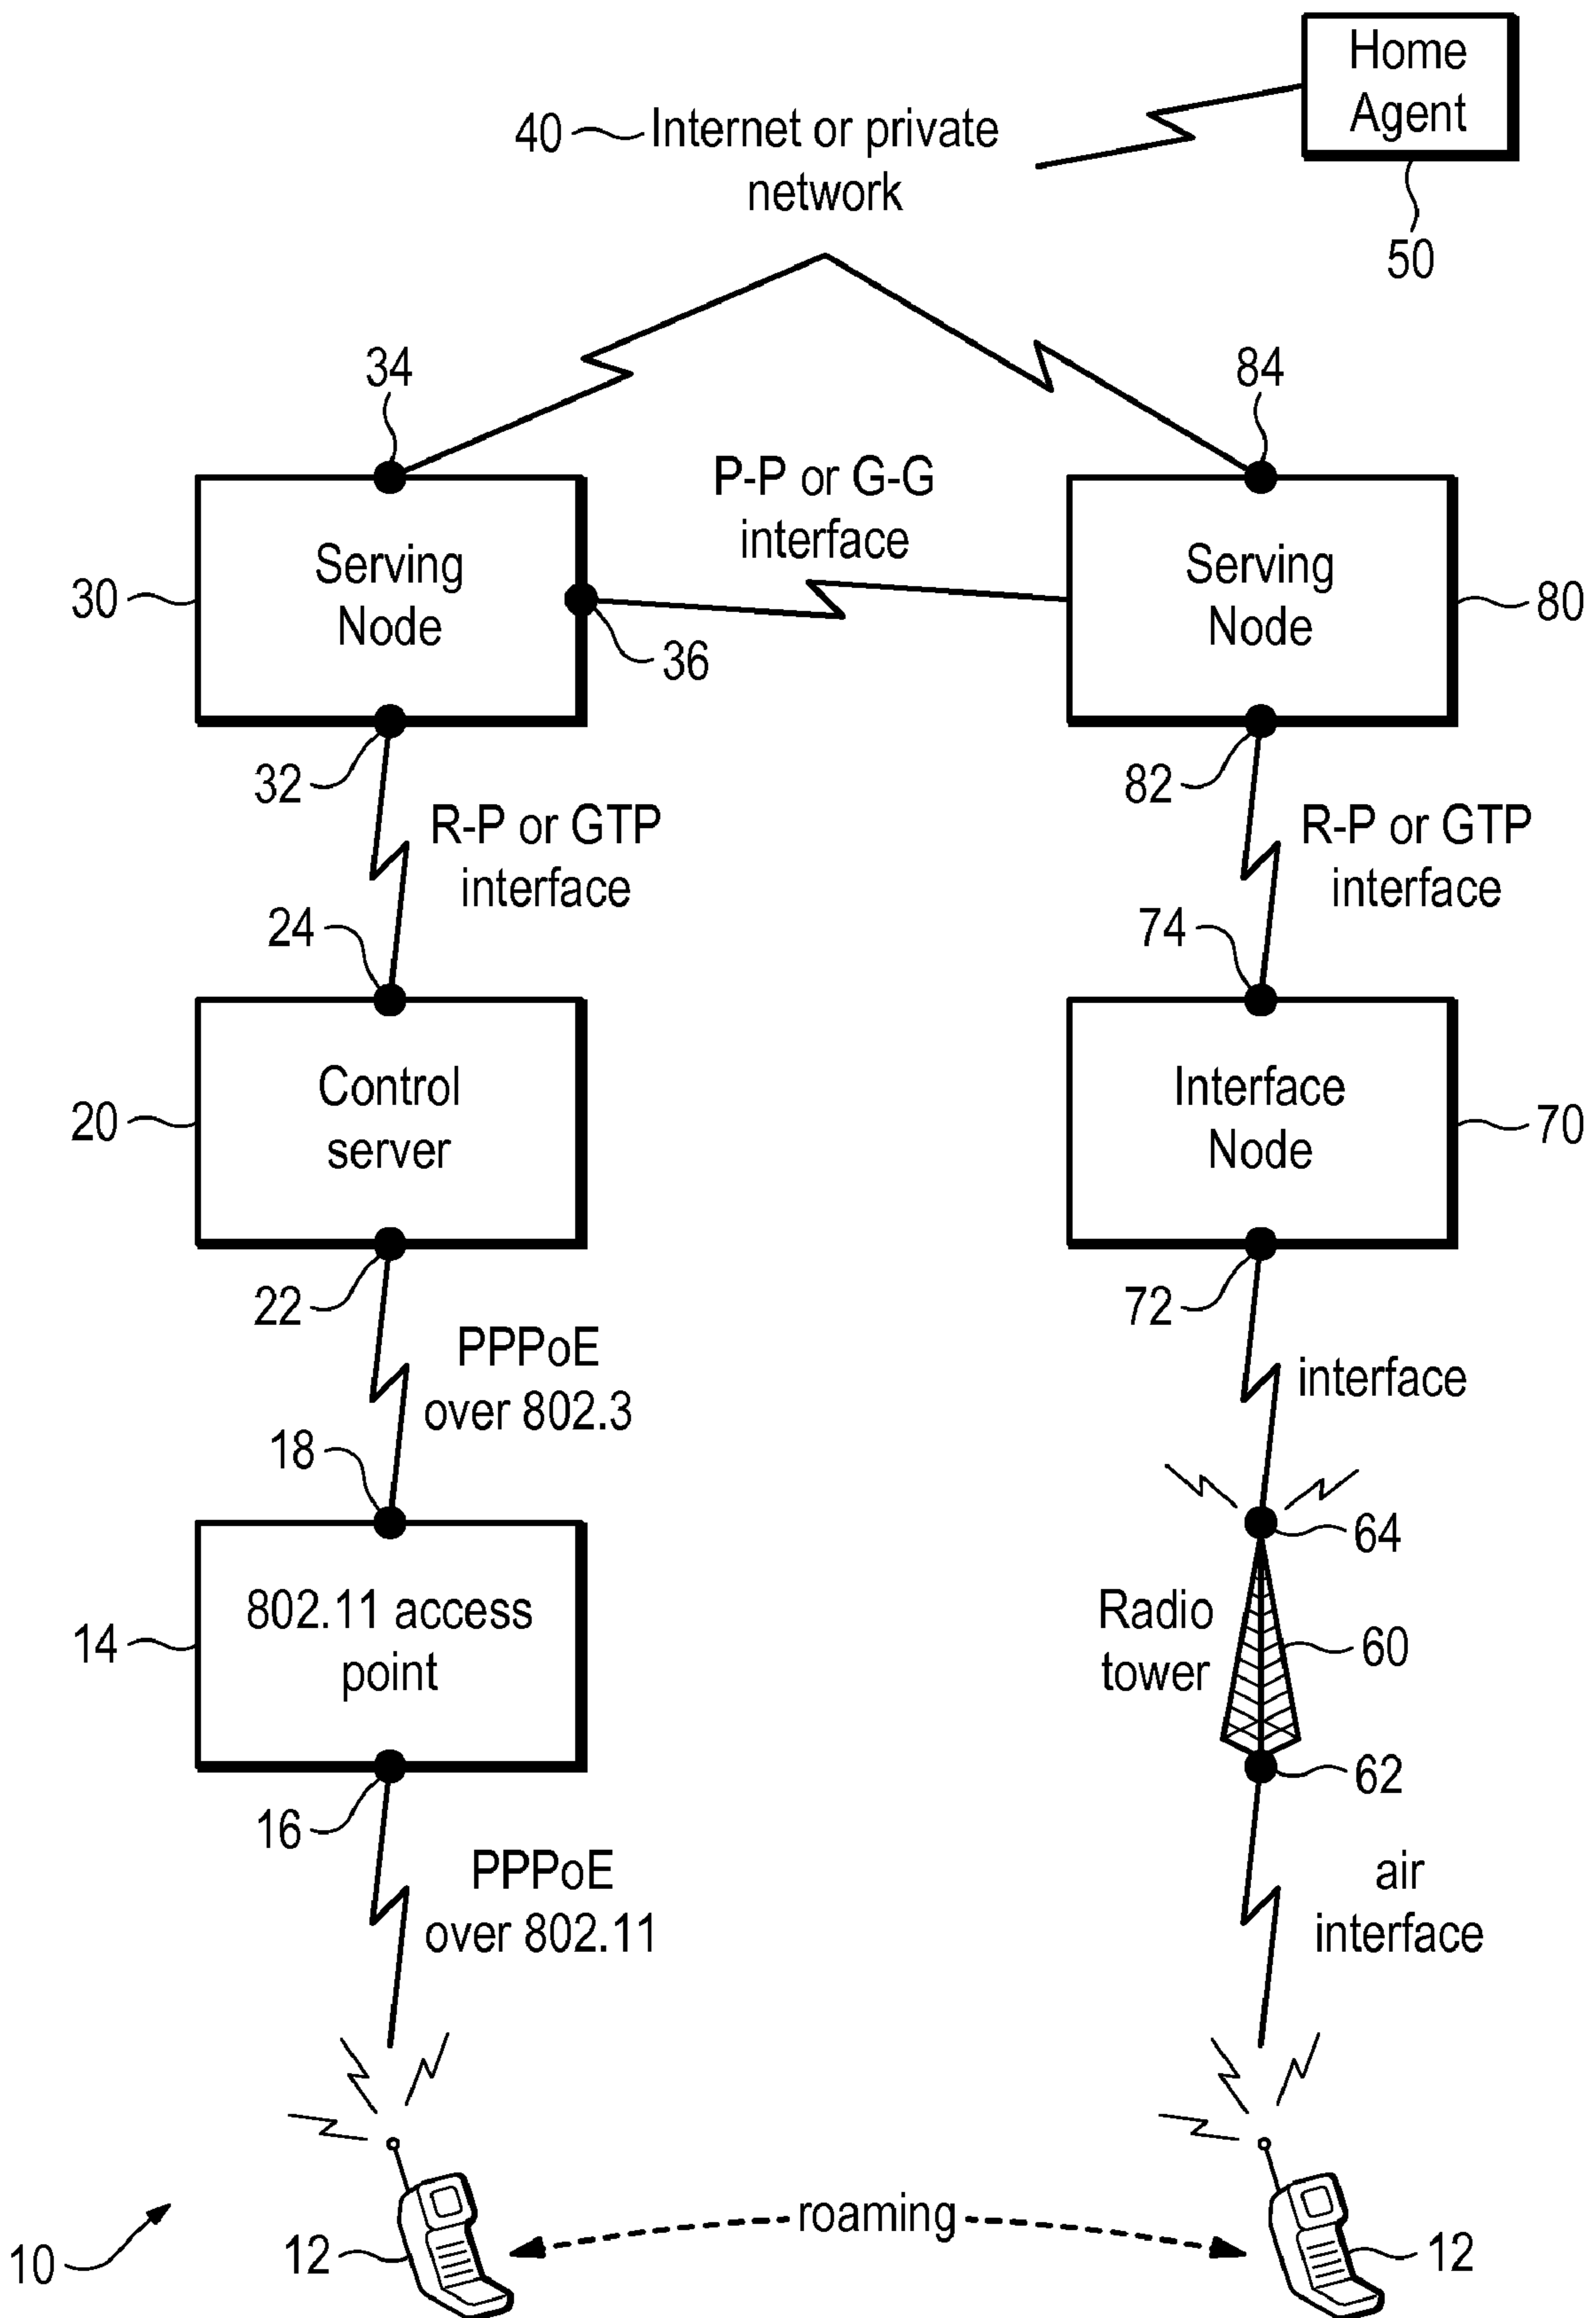 Home
Agent
50
40
Internet or private
network
34
84
P-P or G-G
interface
30
Serving
Node
36
Serving
Node
80
32
R-P or GTP
interface
82
R-P or GTP
interface
24
74
20
Control
server
Interface
Node
70
22
PPPoE
over 802.3
72
interface
18
64
14
802.11 access
point
Radio
tower
60
62
16
PPPoE
over 802.11
air
interface
10
12
roaming
12